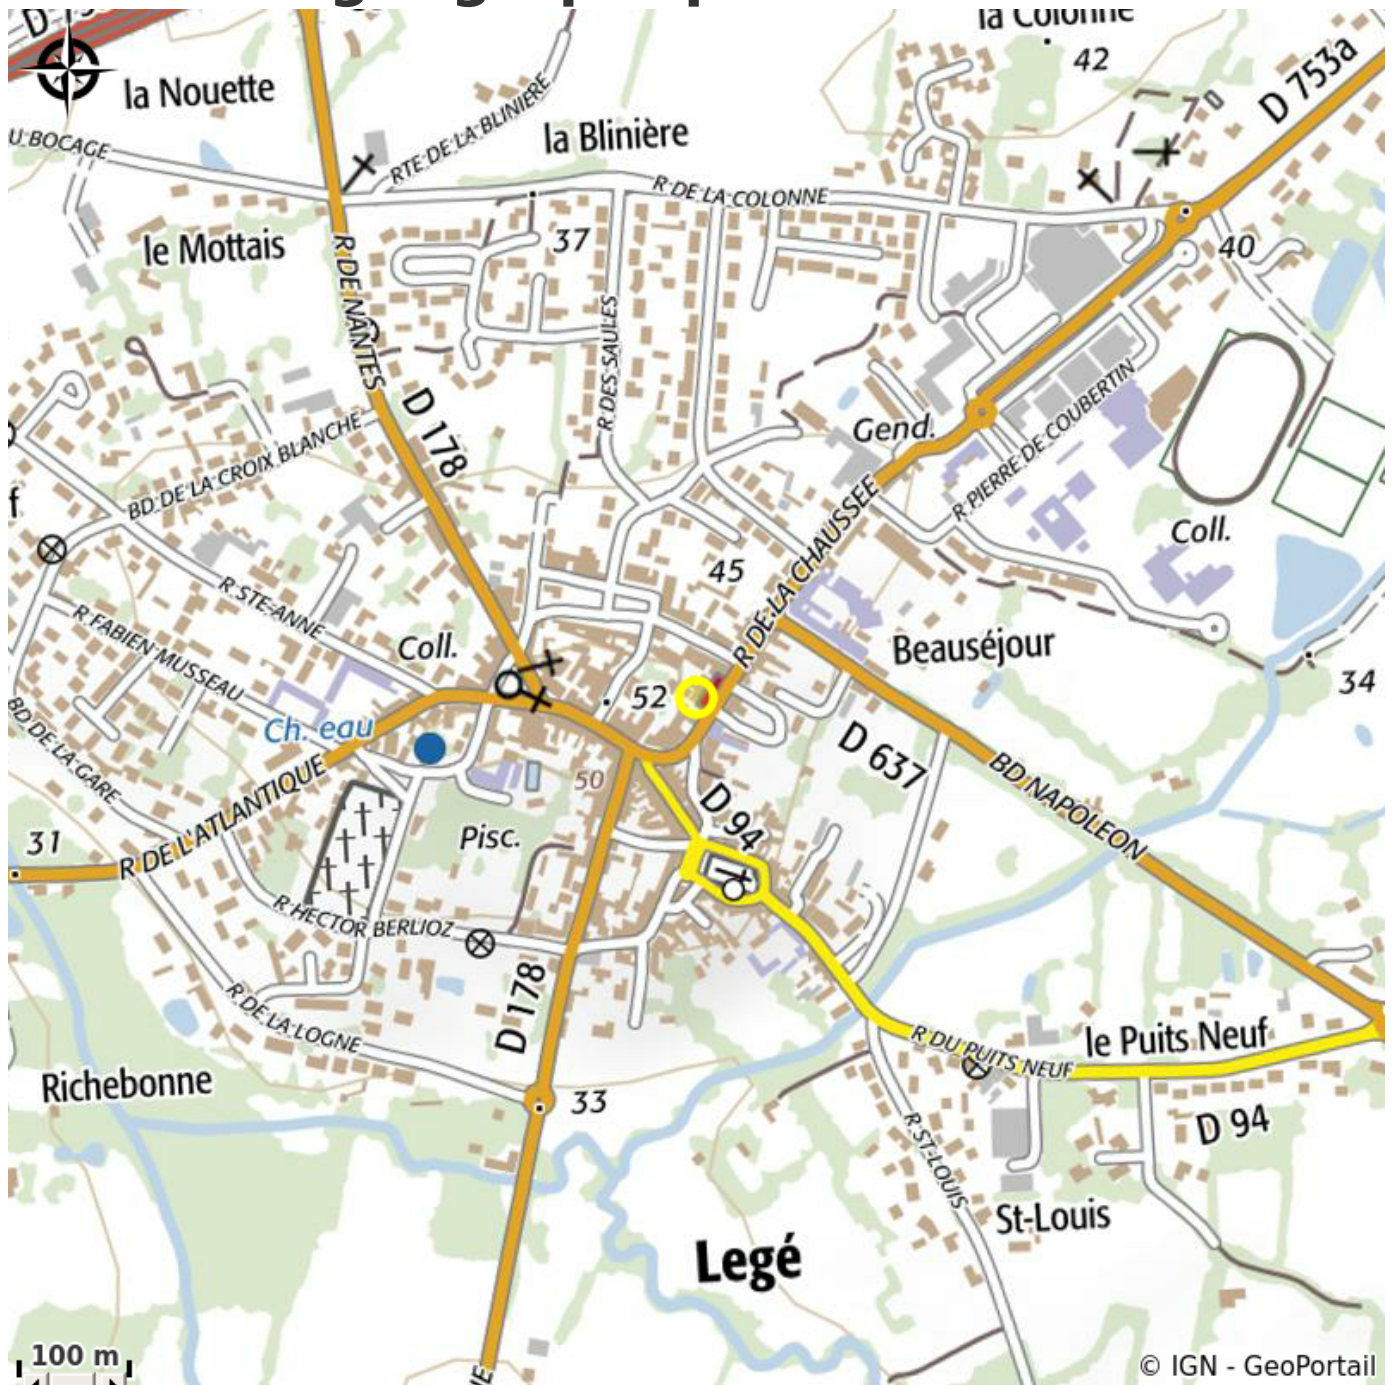 la Colonne
42
D 753a
la Nouette
RTE DE LA BLINIERE
la Blinière
U BOCAGE
R DE LA COLONNE
le Mottais
R DE NANTES
37
40
R DES SAULES
D 178
Gend.
R PIERRE DE COUBERTIN
BD DE LA CROIX BLANCHE
f
Coll.
R DE LA CHAUSSEE
45
R STE-ANNE
R FABIEN MUSSEAU
Coll.
Beauséjour
34
52
BD DE LA GARE
Ch. eau
D 637
50
BD NAPOLEON
D 94
31
R DE L'ATLANTIQUE
Pisc.
R HECTOR BERLIOZ
D 178
R DE LA LOGNE
R DU PUITS NEUF
le Puits Neuf
Richebonne
33
D 94
R ST-LOUIS
St-Louis
Legé
100 m
© IGN - GeoPortail